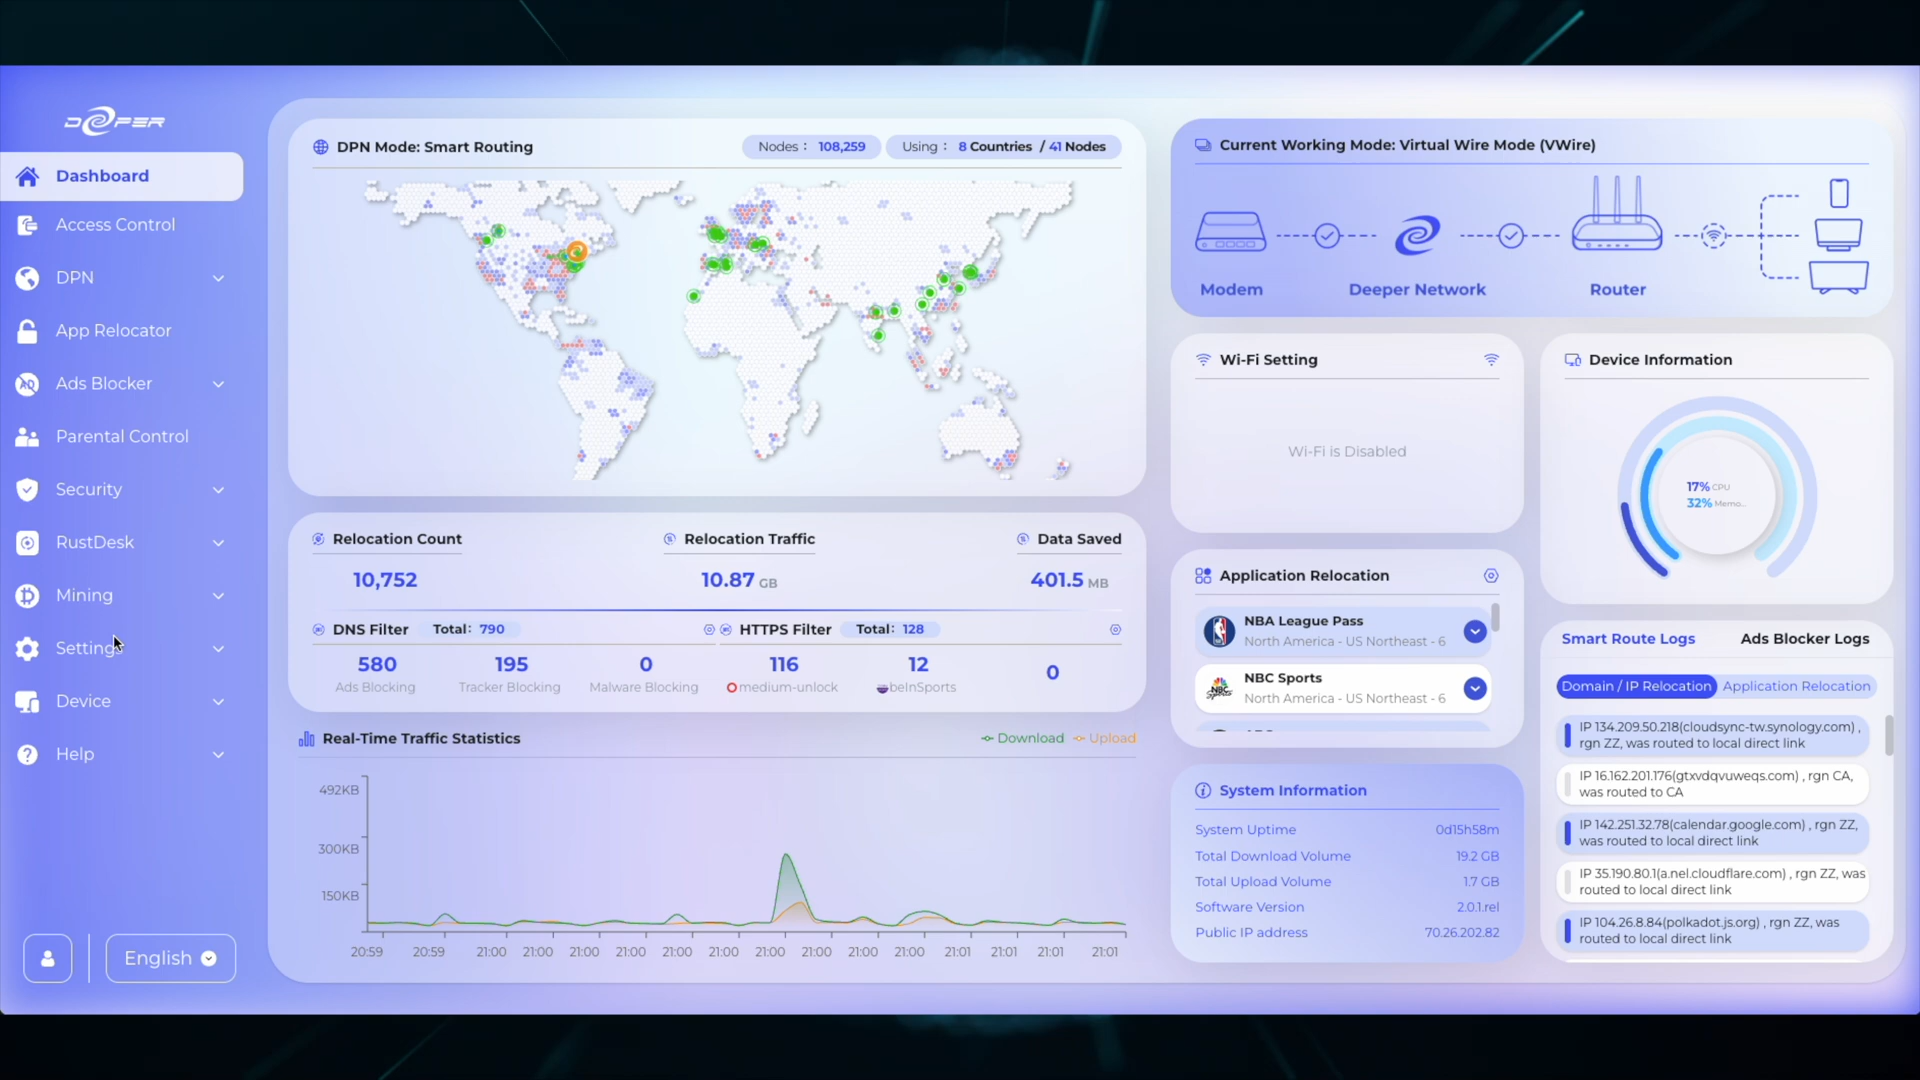 DEEPER
Dashboard
Access Control
DPN
App Relocator
Ads Blocker
Parental Control
Security
RustDesk
Mining
Settings
Device
Help
English
DPN Mode: Smart Routing
Nodes : 108,259
Using : 8 Countries / 41 Nodes
Relocation Count
10,752
Relocation Traffic
10.87 GB
Data Saved
401.5 MB
DNS Filter Total: 790
580
Ads Blocking
195
Tracker Blocking
0
Malware Blocking
HTTPS Filter Total: 128
116
medium-unlock
12
beInSports
0
Real-Time Traffic Statistics
Download Upload
492KB
300KB
150KB
20:59 20:59 21:00 21:00 21:00 21:00 21:00 21:00 21:00 21:00 21:00 21:00 21:01 21:01 21:01 21:01
Current Working Mode: Virtual Wire Mode (VWire)
Modem
Deeper Network
Router
Wi-Fi Setting
Wi-Fi is Disabled
Device Information
17% CPU
32% Memo...
Application Relocation
NBA League Pass
North America - US Northeast - 6
NBC Sports
North America - US Northeast - 6
System Information
System Uptime 0d15h58m
Total Download Volume 19.2 GB
Total Upload Volume 1.7 GB
Software Version 2.0.1.rel
Public IP address 70.26.202.82
Smart Route Logs Ads Blocker Logs
Domain / IP Relocation Application Relocation
IP 134.209.50.218(cloudsync-tw.synology.com) ,
rgn ZZ, was routed to local direct link
IP 16.162.201.176(gtxvdqvuweqs.com) , rgn CA,
was routed to CA
IP 142.251.32.78(calendar.google.com) , rgn ZZ,
was routed to local direct link
IP 35.190.80.1(a.nel.cloudflare.com) , rgn ZZ, was
routed to local direct link
IP 104.26.8.84(polkadot.js.org) , rgn ZZ, was
routed to local direct link